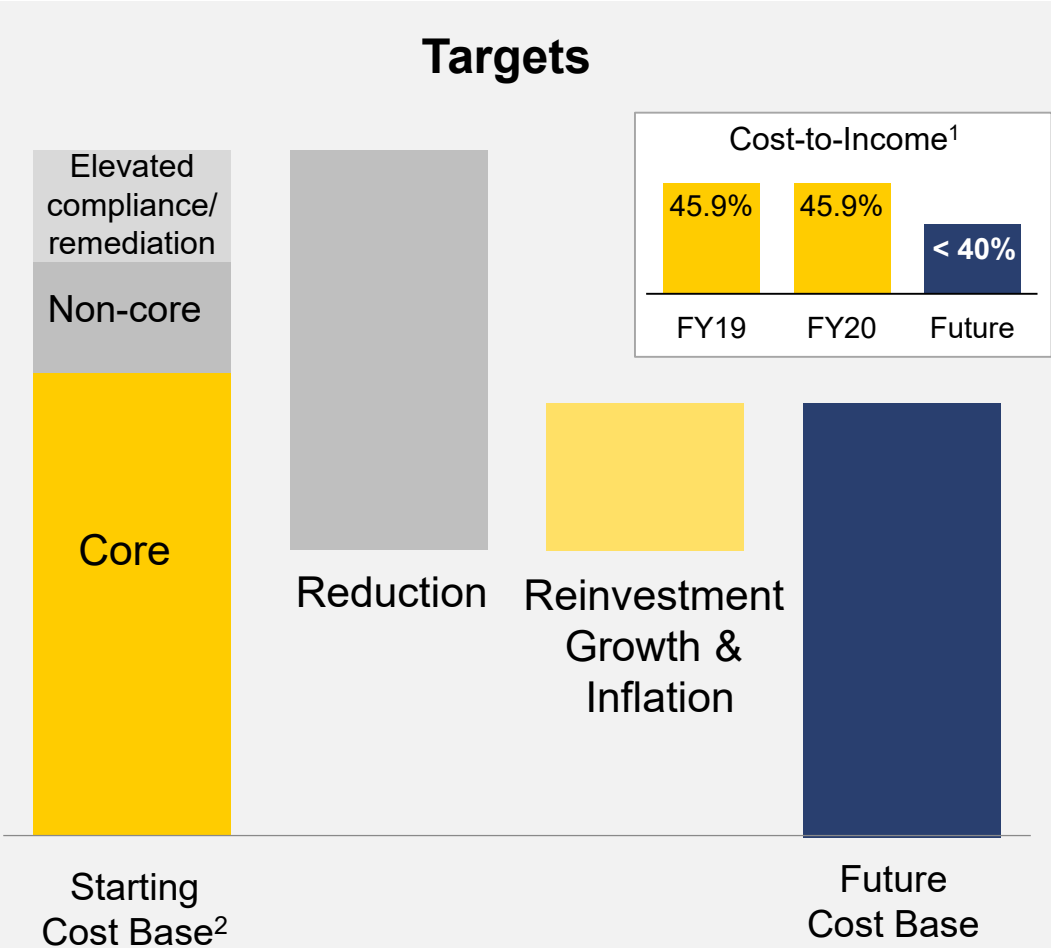 Targets
Elevated
compliance/
remediation
Non-core
Core
Starting
Cost Base²
Reduction
Reinvestment
Growth &
Inflation
Future
Cost Base
Cost-to-Income¹
45.9%
45.9%
< 40%
FY19
FY20
Future